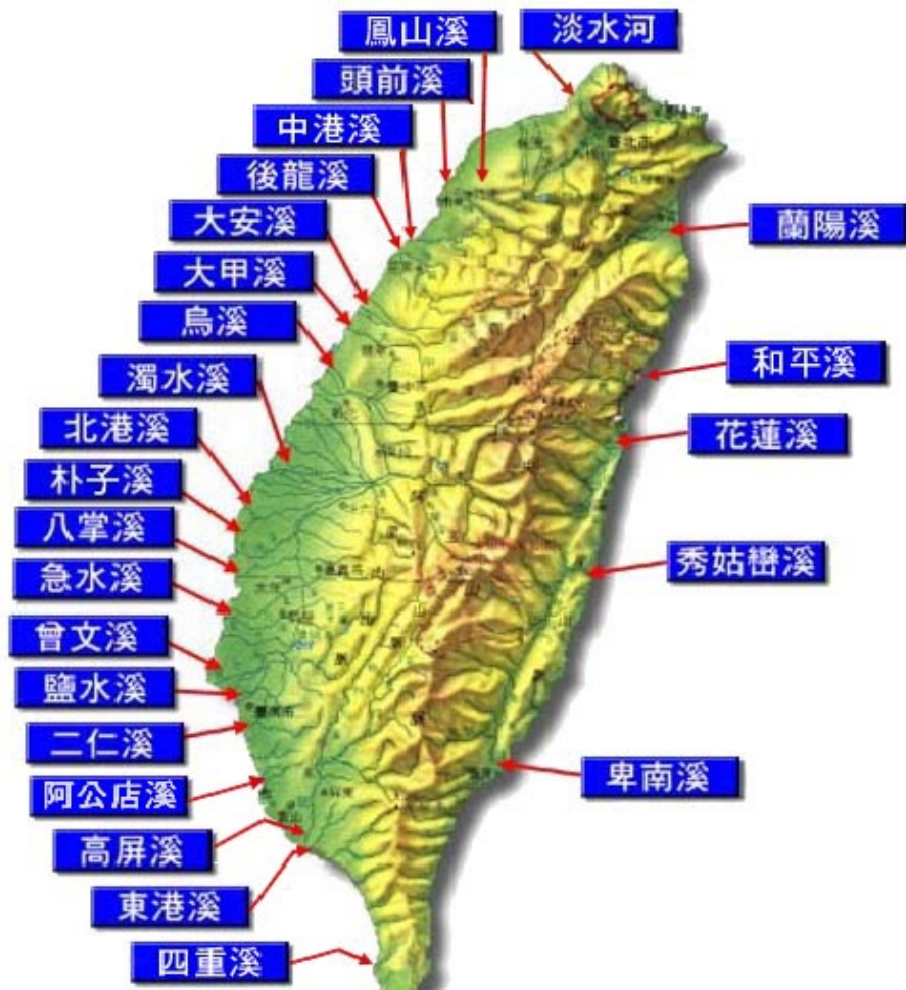 鳳山溪
淡水河
頭前溪
中港溪
後龍溪
大安溪
蘭陽溪
大甲溪
烏溪
濁水溪
和平溪
北港溪
花蓮溪
朴子溪
八掌溪
秀姑巒溪
急水溪
曾文溪
鹽水溪
二仁溪
卑南溪
阿公店溪
高屏溪
東港溪
四重溪